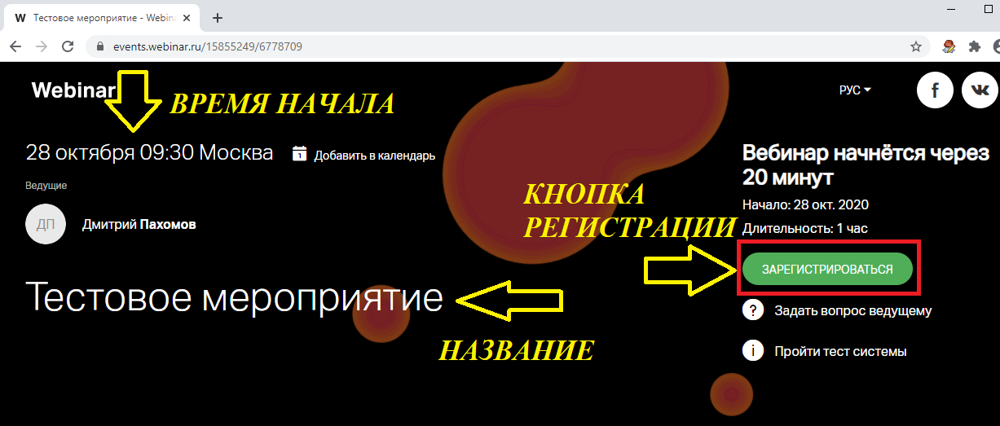 W Тестовое мероприятие - Webin
events.webinar.ru/15855249/6778709
Webinar
РУС
f
ВРЕМЯ НАЧАЛА
28 октября 09:30 Москва
1
Добавить в календарь
Вебинар начнётся через
20 минут
Ведущие
ДП
Дмитрий Пахомов
КНОПКА
РЕГИСТРАЦИИ
Начало: 28 окт. 2020
Длительность: 1 час
ЗАРЕГИСТРИРОВАТЬСЯ
Тестовое мероприятие
? Задать вопрос ведущему
НАЗВАНИЕ
i Пройти тест системы